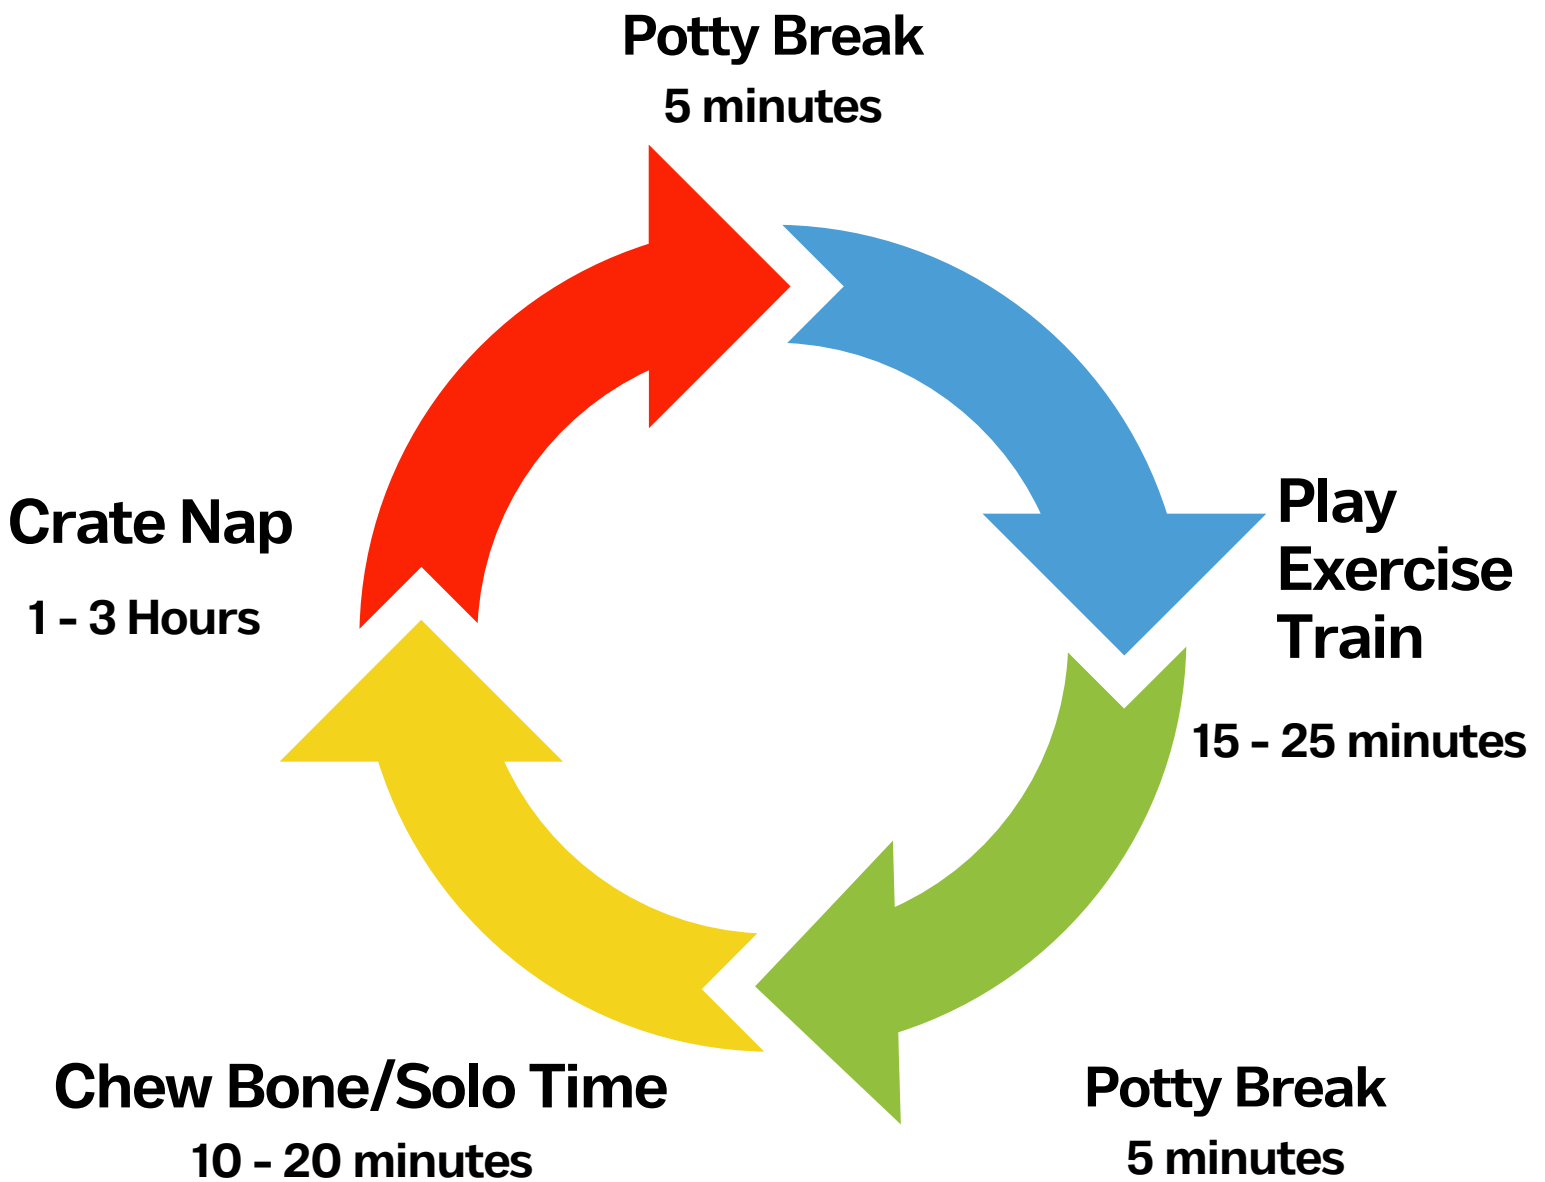 Potty Break
5 minutes
Play
Exercise
Train
15 - 25 minutes
Potty Break
5 minutes
Chew Bone/Solo Time
10 - 20 minutes
Crate Nap
1 - 3 Hours